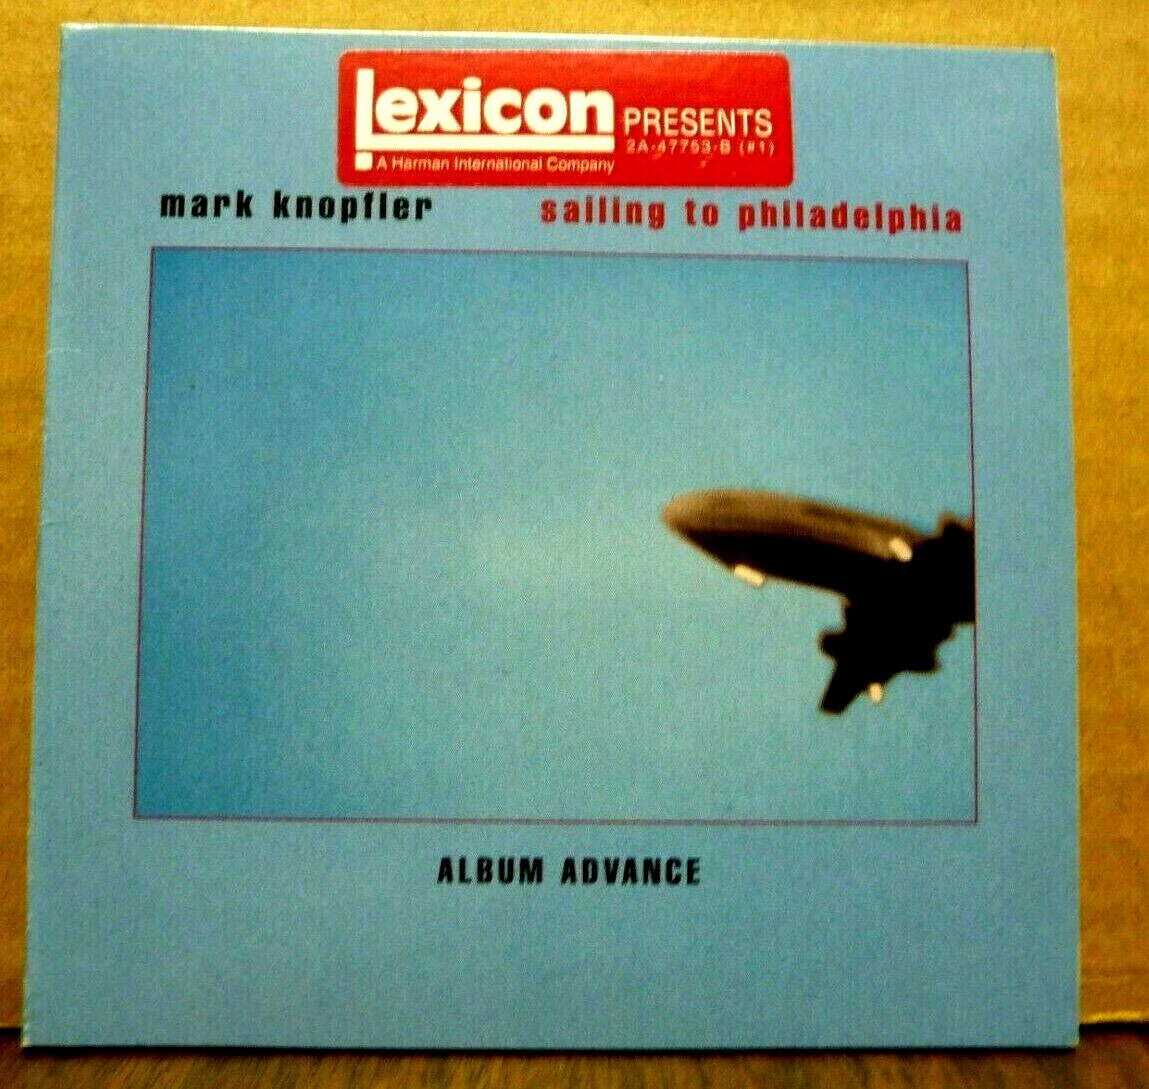 Lexicon PRESENTS
2A-47753-B (#1)
A Harman International Company
mark knopfler sailing to philadelphia
ALBUM ADVANCE